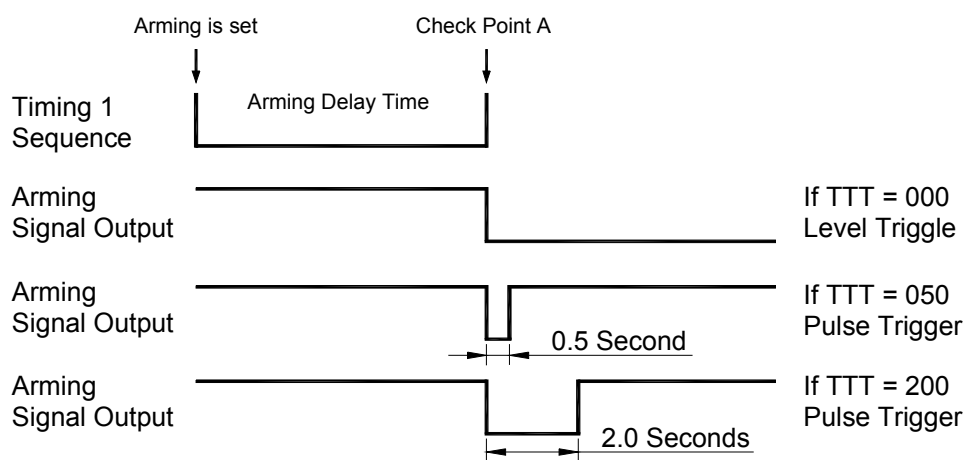 Arming is set
Check Point A
Timing 1
Sequence
Arming Delay Time
Arming
Signal Output
If TTT = 000
Level Triggle
Arming
Signal Output
If TTT = 050
Pulse Trigger
0.5 Second
Arming
Signal Output
If TTT = 200
Pulse Trigger
2.0 Seconds